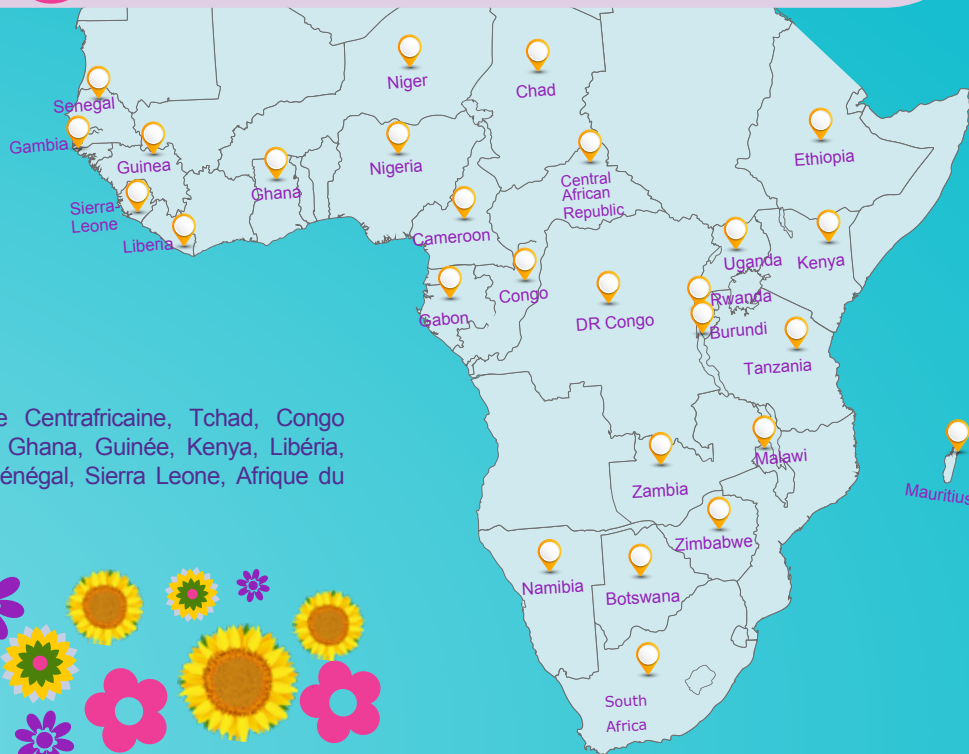 Niger
Chad
Senegal
Gambia
Guinea
Ghana
Nigeria
Ethiopia
Central
African
Republic
Sierra
Leone
Liberia
Cameroon
Uganda
Kenya
Congo
Gabon
DR Congo
Rwanda
Burundi
Tanzania
Centrafricaine, Tchad, Congo
Ghana, Guinée, Kenya, Libéria,
Sierra Leone, Afrique du
Malawi
Zambia
Mauritius
Zimbabwe
Namibia
Botswana
South
Africa